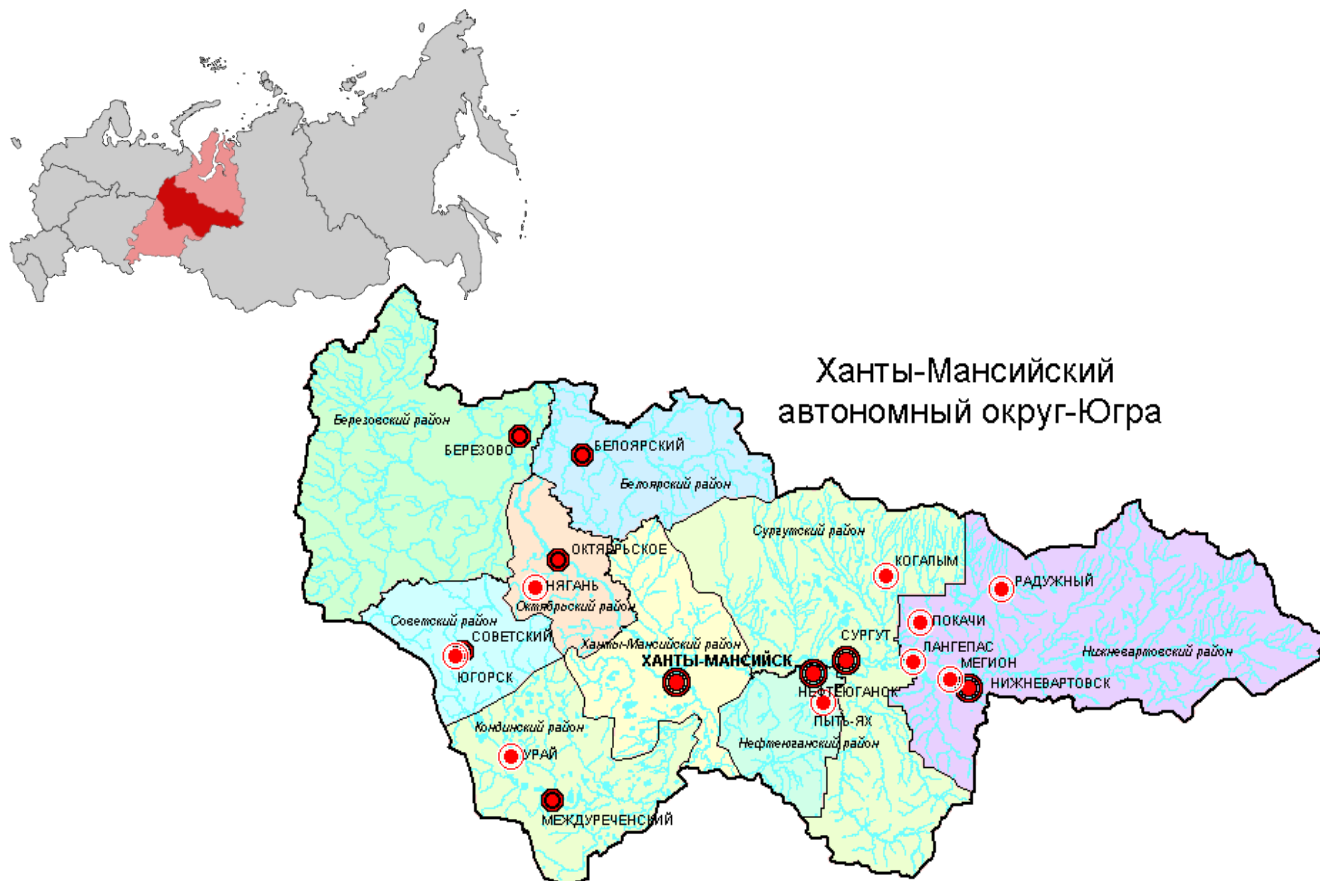 Ханты-Мансийский
автономный округ-Югра
Березовский район
БЕРЕЗОВО
БЕЛОЯРСКИЙ
Белоярский район
Сургутский район
ОКТЯБРЬСКОЕ
КОГАЛЫМ
НЯГАНЬ
РАДУЖНЫЙ
Октябрьский район
Советский район
ПОКАЧИ
СОВЕТСКИЙ
СУРГУТ
Ханты-Мансийский район
Нижневартовский район
ЛАНГЕПАС
ХАНТЫ-МАНСИЙСК
МЕГИОН
ЮГОРСК
НИЖНЕВАРТОВСК
НЕФТЕЮГАНСК
Кондинский район
ПЫТЬ-ЯХ
Нефтеюганский район
УРАЙ
МЕЖДУРЕЧЕНСКИЙ